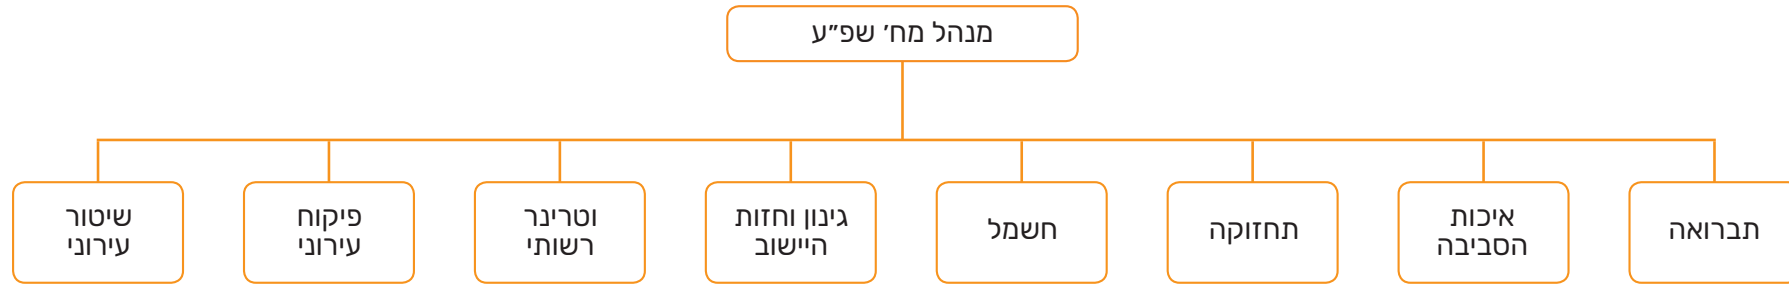 מנהל מח׳ שפ״ע
תברואה
איכות
הסביבה
תחזוקה
חשמל
גינון וחזות
היישוב
וטרינר
רשותי
פיקוח
עירוני
שיטור
עירוני